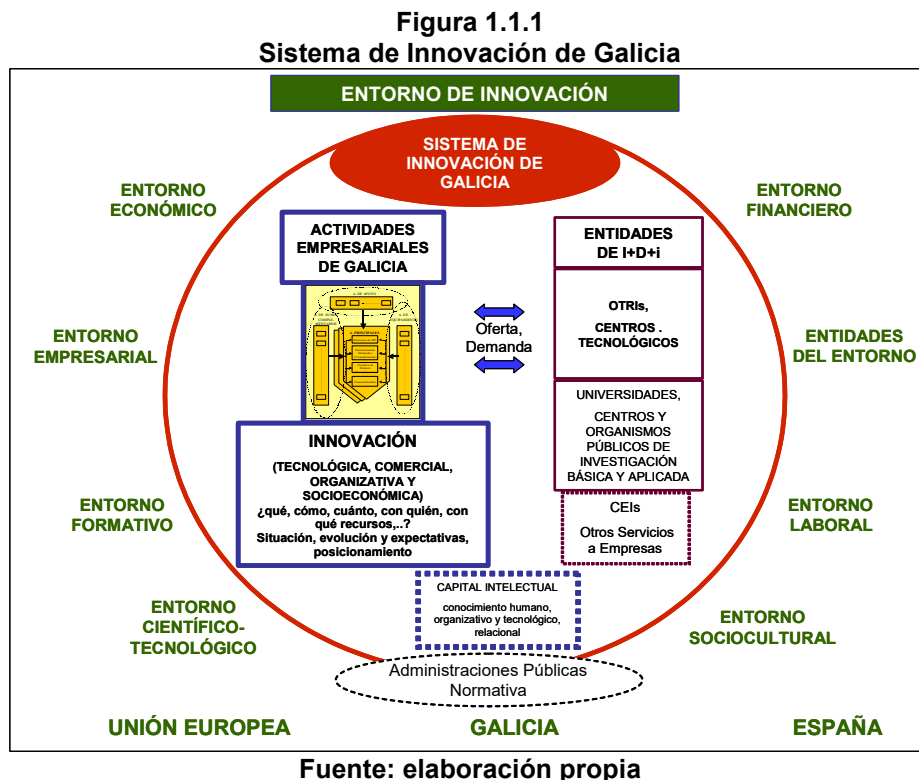 Figura 1.1.1
Sistema de Innovación de Galicia
ENTORNO DE INNOVACIÓN
SISTEMA DE
INNOVACIÓN DE
GALICIA
ENTORNO
ECONÓMICO
ENTORNO
FINANCIERO
ACTIVIDADES
EMPRESARIALES
DE GALICIA
ENTIDADES
DE I+D+i
A. DE APOYO
A. PRINCIPALES
OTRIs,
CENTROS .
TECNOLÓGICOS
Oferta,
Demanda
ENTORNO
EMPRESARIAL
ENTIDADES
DEL ENTORNO
UNIVERSIDADES,
CENTROS Y
ORGANISMOS
PÚBLICOS DE
INVESTIGACIÓN
BÁSICA Y APLICADA
INNOVACIÓN
(TECNOLÓGICA, COMERCIAL,
ORGANIZATIVA Y
SOCIOECONÓMICA)
¿qué, cómo, cuánto, con quién, con
qué recursos,..?
Situación, evolución y expectativas,
posicionamiento
ENTORNO
FORMATIVO
CEIs
Otros Servicios
a Empresas
ENTORNO
LABORAL
CAPITAL INTELECTUAL
conocimiento humano,
organizativo y tecnológico,
relacional
ENTORNO
CIENTÍFICO-
TECNOLÓGICO
ENTORNO
SOCIOCULTURAL
Administraciones Públicas
Normativa
UNIÓN EUROPEA
GALICIA
ESPAÑA
Fuente: elaboración propia